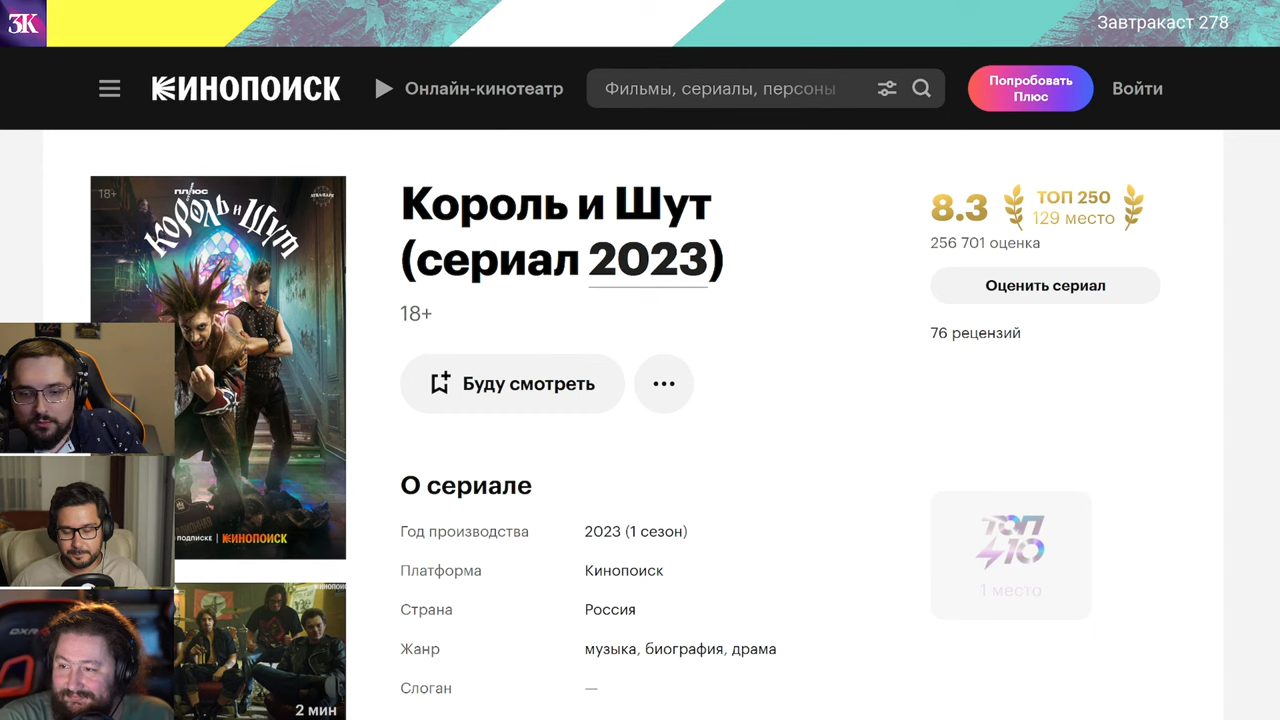 ЗК
Завтракаст 278
КИНОПОИСК
Онлайн-кинотеатр
Фильмы, сериалы, персоны
Попробовать
Плюс
Войти
18+
ПЛЮС
Король и Шут
Король и Шут
(сериал 2023)
18+
8.3
ТОП 250
129 место
256 701 оценка
Оценить сериал
76 рецензий
Буду смотреть
О сериале
Год производства
2023 (1 сезон)
Платформа
Кинопоиск
Страна
Россия
Жанр
музыка, биография, драма
Слоган
—
ТОП
10
1 место
подписке | КИНОПОИСК
2 мин